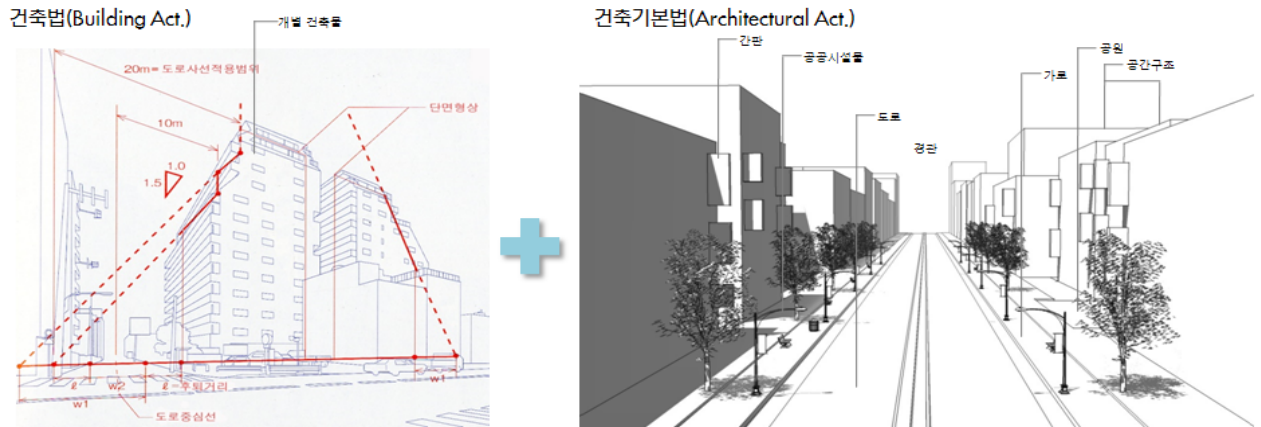 건축법(Building Act.)
개별 건축물
20m= 도로사선적용범위
단면형상
10m
1.0
1.5
ℓ
w2
ℓ=후퇴거리
w1
w1
도로중심선
건축기본법(Architectural Act.)
간판
공공시설물
도로
경관
가로
공원
공간구조